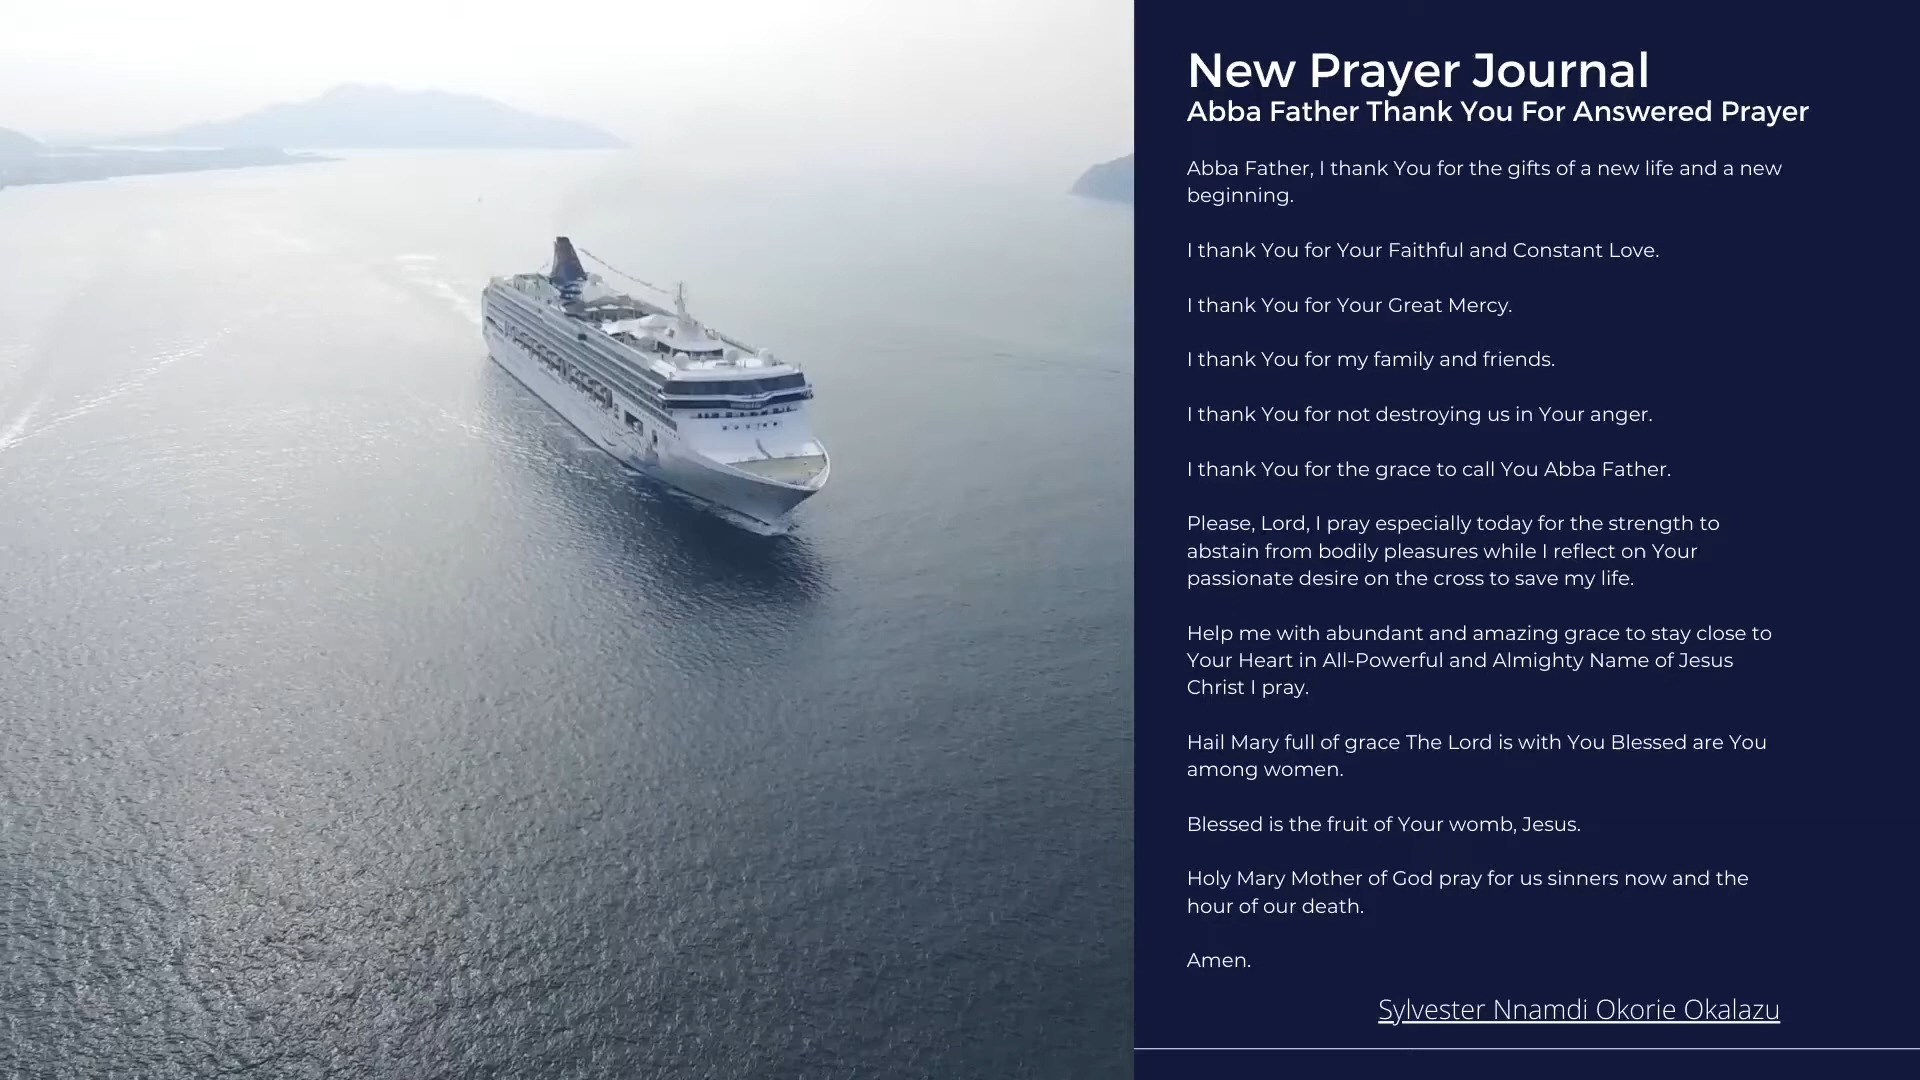 New Prayer Journal
Abba Father Thank You For Answered Prayer
Abba Father, I thank You for the gifts of a new life and a new
beginning.
I thank You for Your Faithful and Constant Love.
I thank You for Your Great Mercy.
I thank You for my family and friends.
I thank You for not destroying us in Your anger.
I thank You for the grace to call You Abba Father.
Please, Lord, I pray especially today for the strength to
abstain from bodily pleasures while I reflect on Your
passionate desire on the cross to save my life.
Help me with abundant and amazing grace to stay close to
Your Heart in All-Powerful and Almighty Name of Jesus
Christ I pray.
Hail Mary full of grace The Lord is with You Blessed are You
among women.
Blessed is the fruit of Your womb, Jesus.
Holy Mary Mother of God pray for us sinners now and the
hour of our death.
Amen.
Sylvester Nnamdi Okorie Okalazu